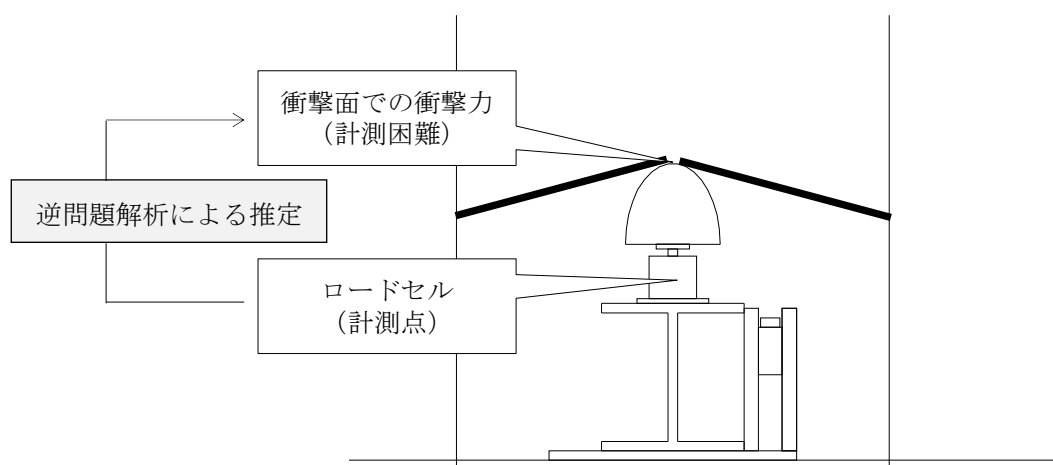 衝撃面での衝撃力
（計測困難）
逆問題解析による推定
ロードセル
（計測点）